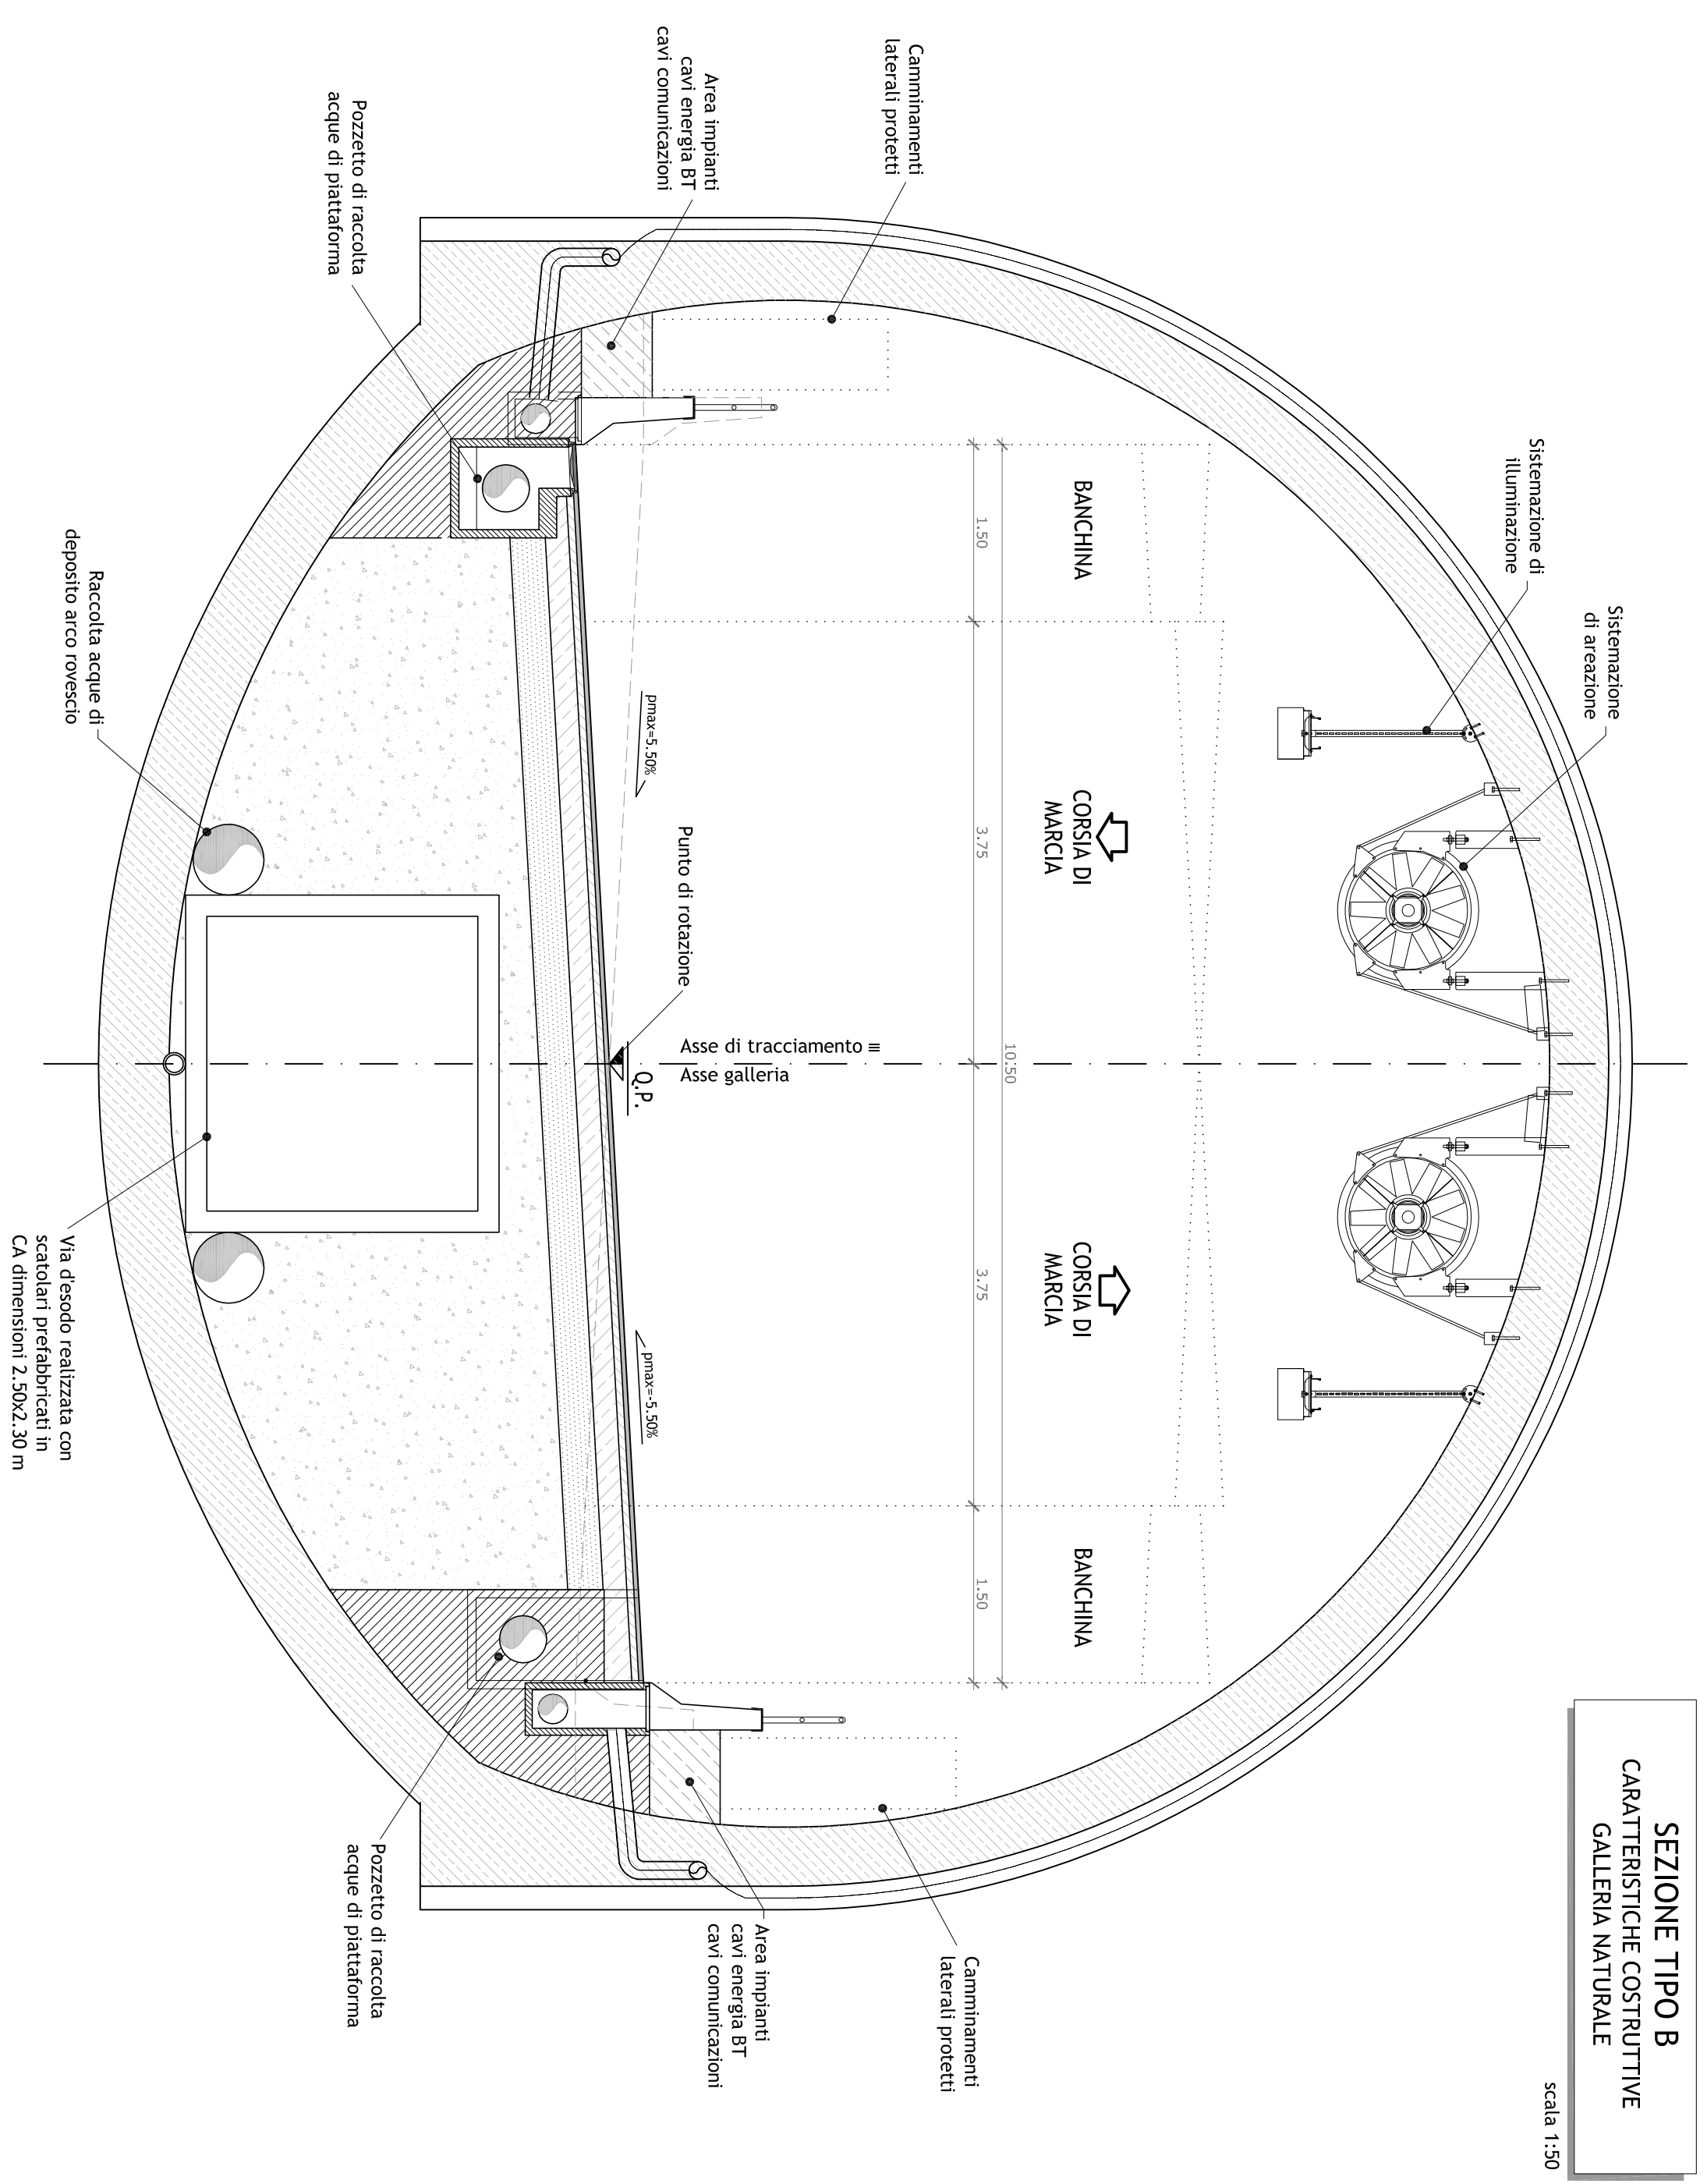 SEZIONE TIPO B
CARATTERISTICHE COSTRUTTIVE
GALLERIA NATURALE
scala 1:50
Sistemazione
di areazione
Sistemazione di
illuminazione
Camminamenti
laterali protetti
Area impianti
cavi energia BT
cavi comunicazioni
Pozzetto di raccolta
acque di piattaforma
Raccolta acque di
deposito arco rovescio
BANCHINA
CORSIA DI
MARCIA
CORSIA DI
MARCIA
BANCHINA
10.50
1.50
3.75
3.75
1.50
Asse di tracciamento ≡
Asse galleria
Punto di rotazione
Q.P.
pmax=5.50%
pmax=-5.50%
Camminamenti
laterali protetti
Area impianti
cavi energia BT
cavi comunicazioni
Pozzetto di raccolta
acque di piattaforma
Via d'esodo realizzata con
scatolari prefabbricati in
CA dimensioni 2.50x2.30 m